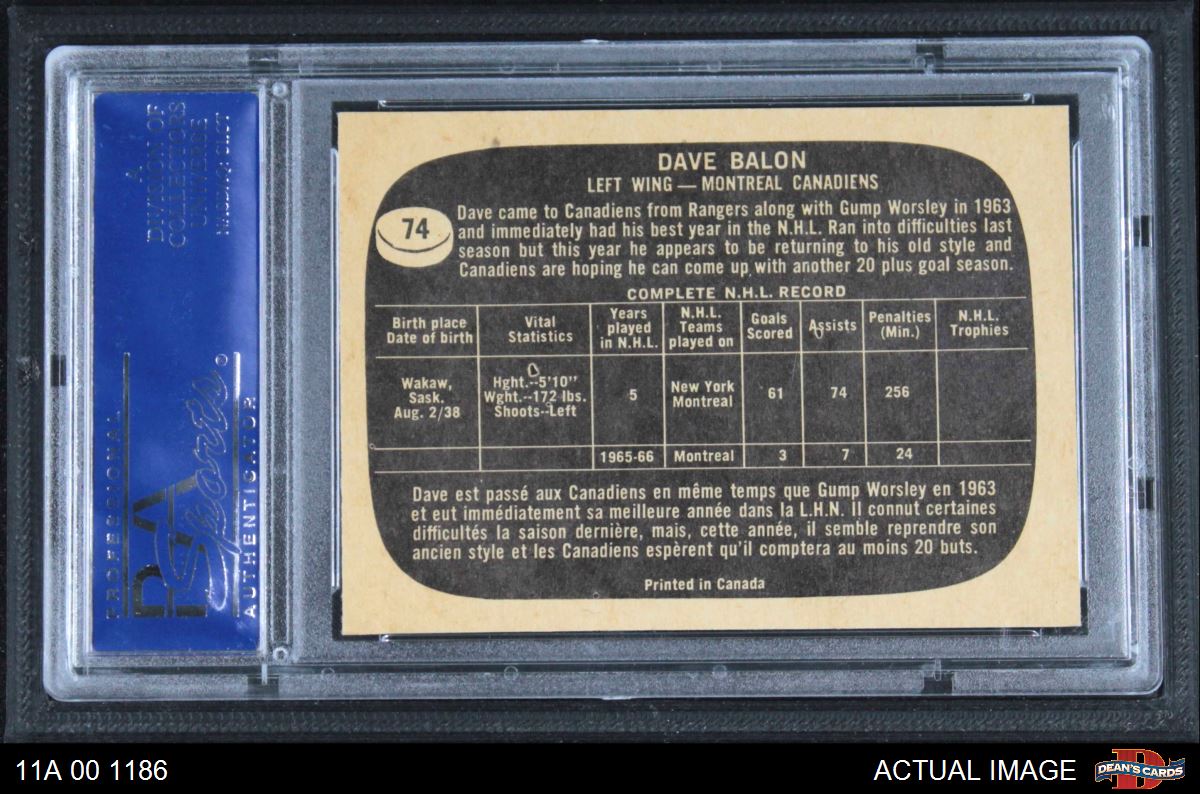 A
DIVISION OF
COLLECTORS
UNIVERSE
NASDAQ: CLCT
PROFESSIONAL
PSA
Sports
AUTHENTICATOR
DAVE BALON
LEFT WING — MONTREAL CANADIENS
74
Dave came to Canadiens from Rangers along with Gump Worsley in 1963
and immediately had his best year in the N.H.L. Ran into difficulties last
season but this year he appears to be returning to his old style and
Canadiens are hoping he can come up with another 20 plus goal season.
COMPLETE N.H.L. RECORD
Birth place
Date of birth
Vital
Statistics
Years
played
in N.H.L.
N.H.L.
Teams
played on
Goals
Scored
Assists
Penalties
(Min.)
N.H.L.
Trophies
Wakaw,
Sask.
Aug. 2/38
Hght.--5'10"
Wght.--172 lbs.
Shoots--Left
5
New York
Montreal
61
74
256
1965-66
Montreal
3
7
24
Dave est passé aux Canadiens en même temps que Gump Worsley en 1963
et eut immédiatement sa meilleure année dans la L.H.N. Il connut certaines
difficultés la saison dernière, mais, cette année, il semble reprendre son
ancien style et les Canadiens espèrent qu'il comptera au moins 20 buts.
Printed in Canada
11A 00 1186
ACTUAL IMAGE
D
DEAN'S CARDS